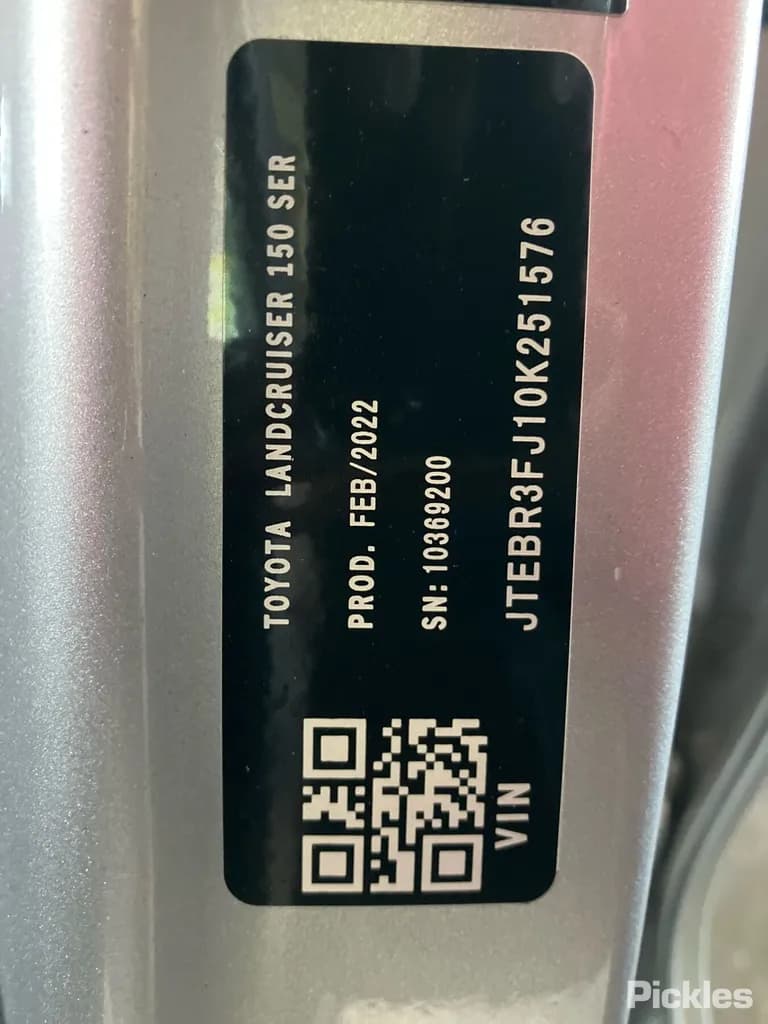 TOYOTA LANDCRUISER 150 SER
PROD. FEB/2022
SN: 10369200
VIN JTEBR3FJ10K251576
Pickles